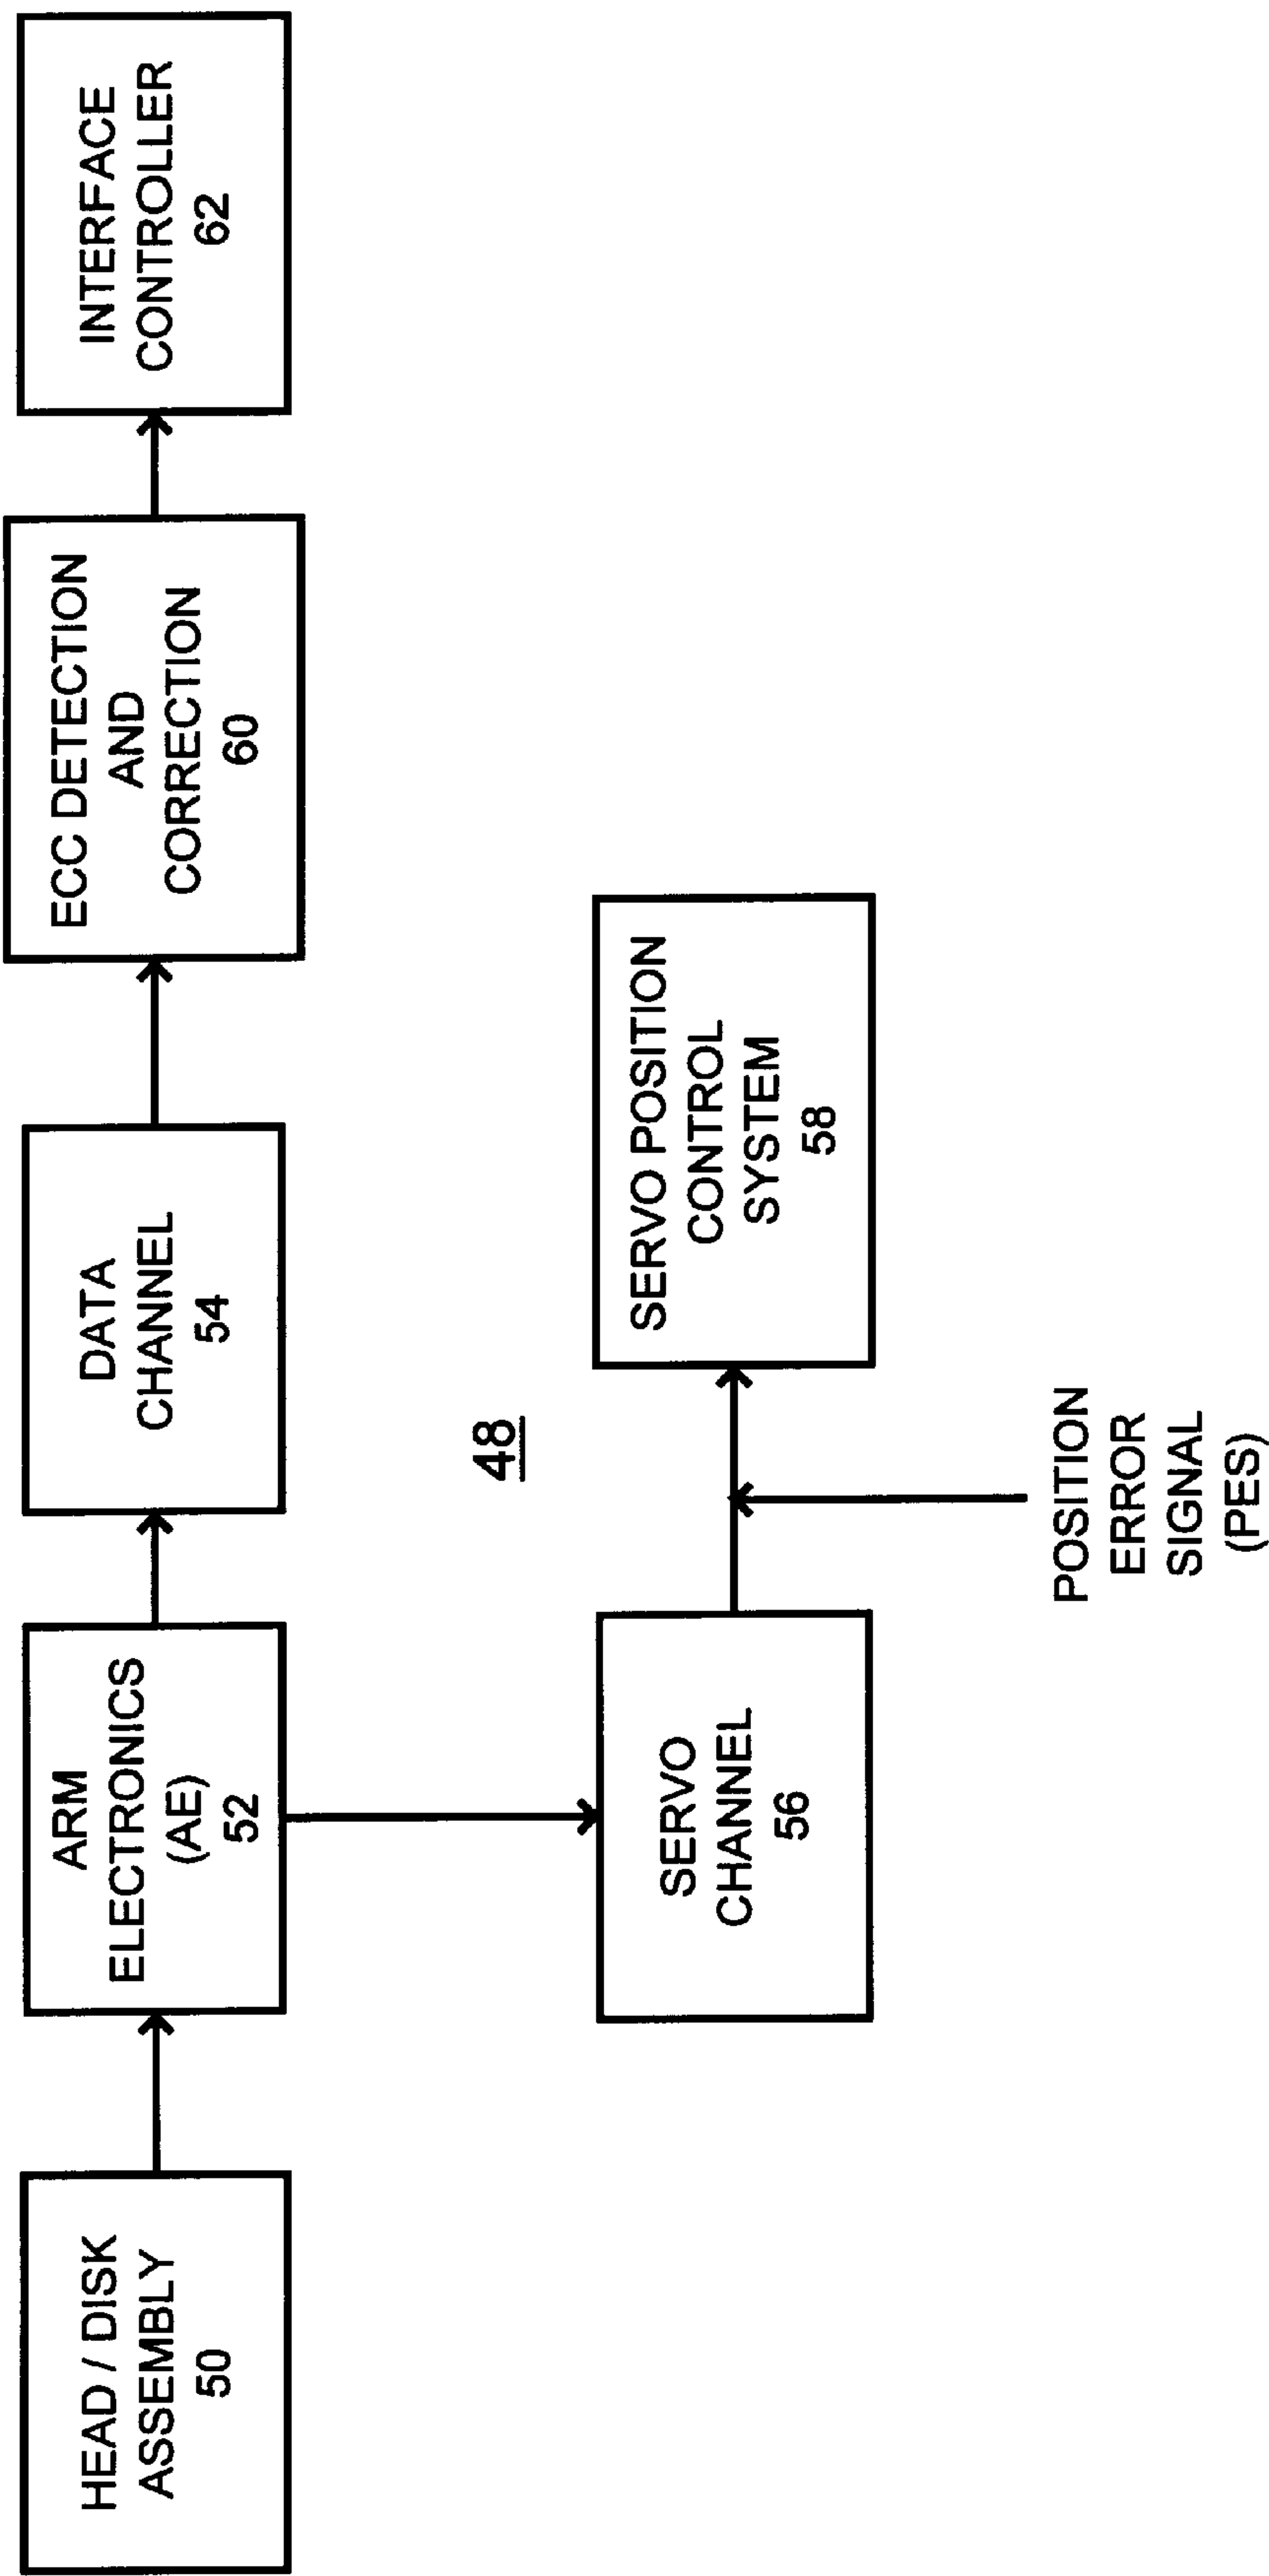 HEAD / DISK
ASSEMBLY
50
ARM
ELECTRONICS
(AE)
52
DATA
CHANNEL
54
ECC DETECTION
AND
CORRECTION
60
INTERFACE
CONTROLLER
62
48
SERVO
CHANNEL
56
SERVO POSITION
CONTROL
SYSTEM
58
POSITION
ERROR
SIGNAL
(PES)